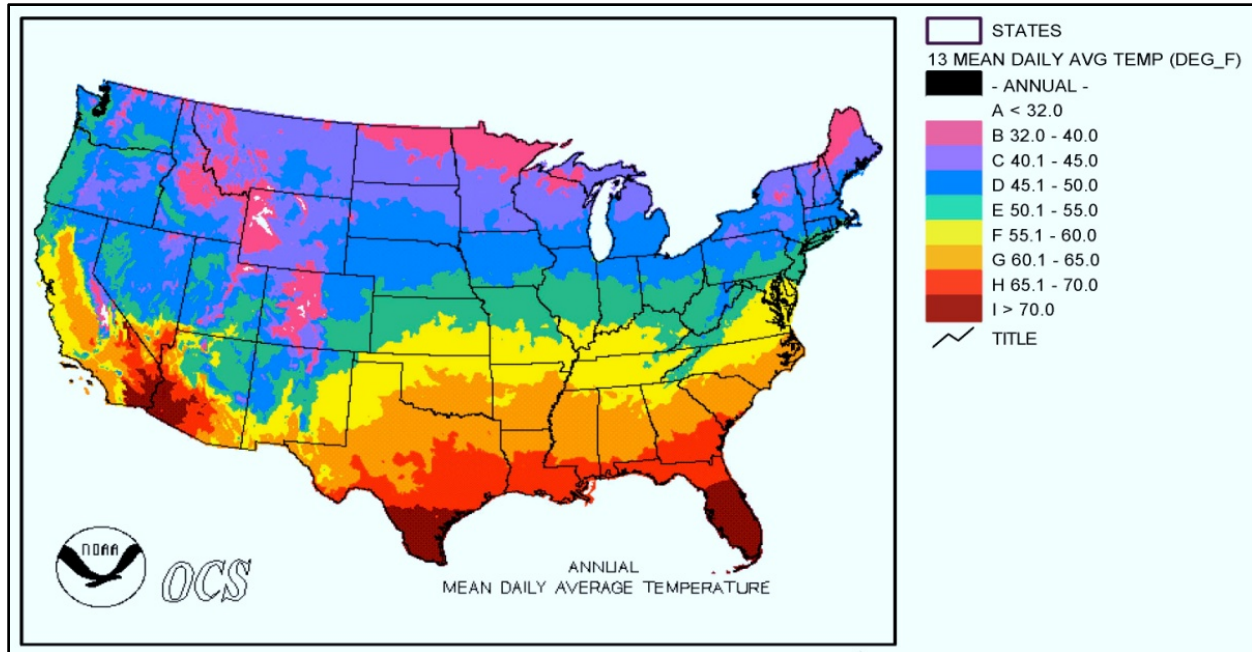 NOAA
OCS
ANNUAL
MEAN DAILY AVERAGE TEMPERATURE
STATES
13 MEAN DAILY AVG TEMP (DEG_F)
- ANNUAL -
A < 32.0
B 32.0 - 40.0
C 40.1 - 45.0
D 45.1 - 50.0
E 50.1 - 55.0
F 55.1 - 60.0
G 60.1 - 65.0
H 65.1 - 70.0
I > 70.0
TITLE